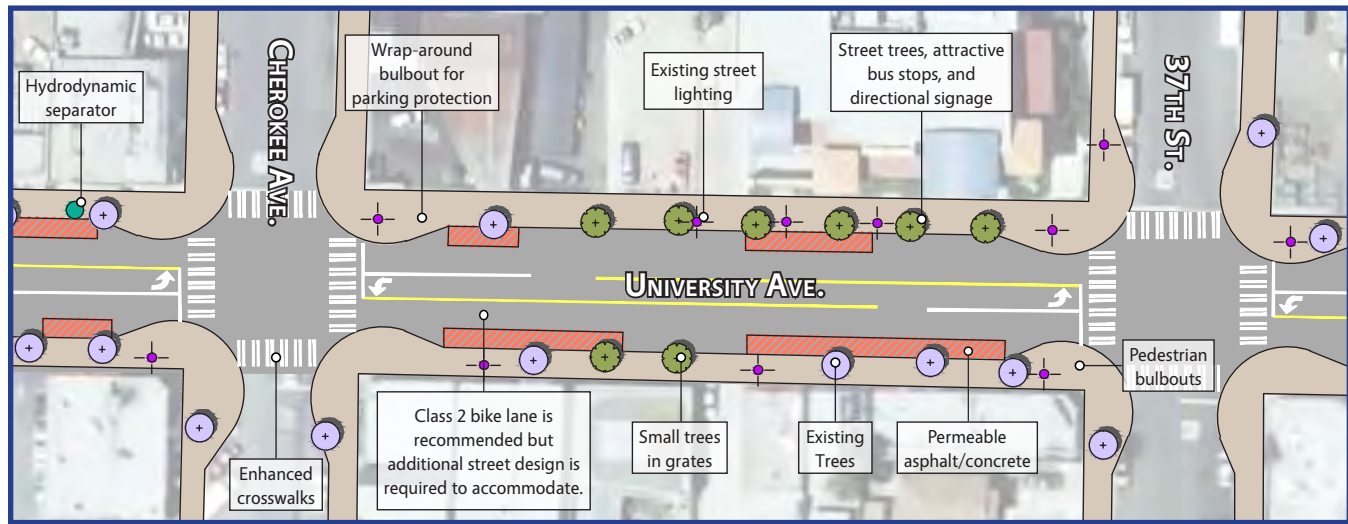 CHEROKEE AVE.
37TH ST.
Hydrodynamic
separator
Wrap-around
bulbout for
parking protection
Existing street
lighting
Street trees, attractive
bus stops, and
directional signage
UNIVERSITY AVE.
Pedestrian
bulbouts
Enhanced
crosswalks
Class 2 bike lane is
recommended but
additional street design is
required to accommodate.
Small trees
in grates
Existing
Trees
Permeable
asphalt/concrete